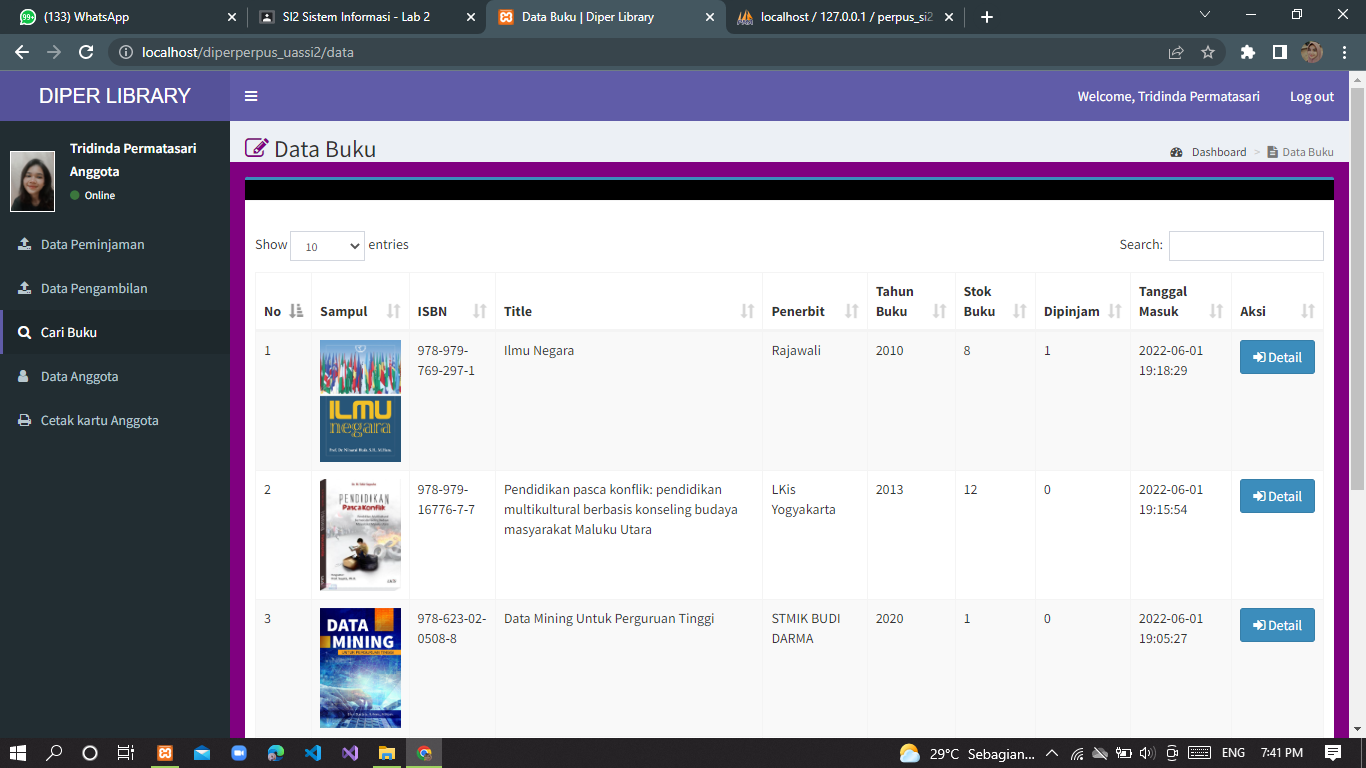 (133) WhatsApp
SI2 Sistem Informasi - Lab 2
Data Buku | Diper Library
localhost / 127.0.0.1 / perpus_si2
localhost/diperperpus_uassi2/data
DIPER LIBRARY
Welcome, Tridinda Permatasari
Log out
Tridinda Permatasari
Anggota
Online
Data Peminjaman
Data Pengambilan
Cari Buku
Data Anggota
Cetak kartu Anggota
Data Buku
Dashboard > Data Buku
Show 10 entries
Search:
No Sampul ISBN Title Penerbit Tahun Buku Stok Buku Dipinjam Tanggal Masuk Aksi
1
ILMU
negara
978-979-
769-297-1
Ilmu Negara
Rajawali
2010
8
1
2022-06-01
19:18:29
Detail
2
PENDIDIKAN
Pasca Konflik
978-979-
16776-7-7
Pendidikan pasca konflik: pendidikan
multikultural berbasis konseling budaya
masyarakat Maluku Utara
LKis
Yogyakarta
2013
12
0
2022-06-01
19:15:54
Detail
3
DATA
MINING
UNTUK PERGURUAN TINGGI
978-623-02-
0508-8
Data Mining Untuk Perguruan Tinggi
STMIK BUDI
DARMA
2020
1
0
2022-06-01
19:05:27
Detail
29°C Sebagian...
ENG
7:41 PM